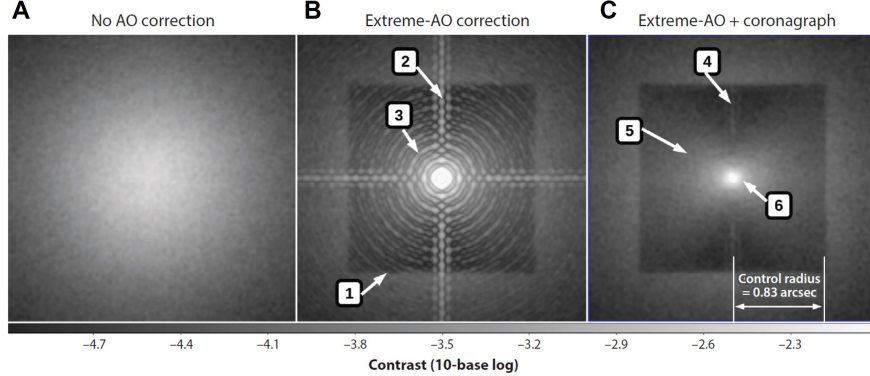 A No AO correction
B Extreme-AO correction
C Extreme-AO + coronagraph
2
3
1
4
5
6
Control radius
= 0.83 arcsec
−4.7 −4.4 −4.1 −3.8 −3.5 −3.2 −2.9 −2.6 −2.3
Contrast (10-base log)